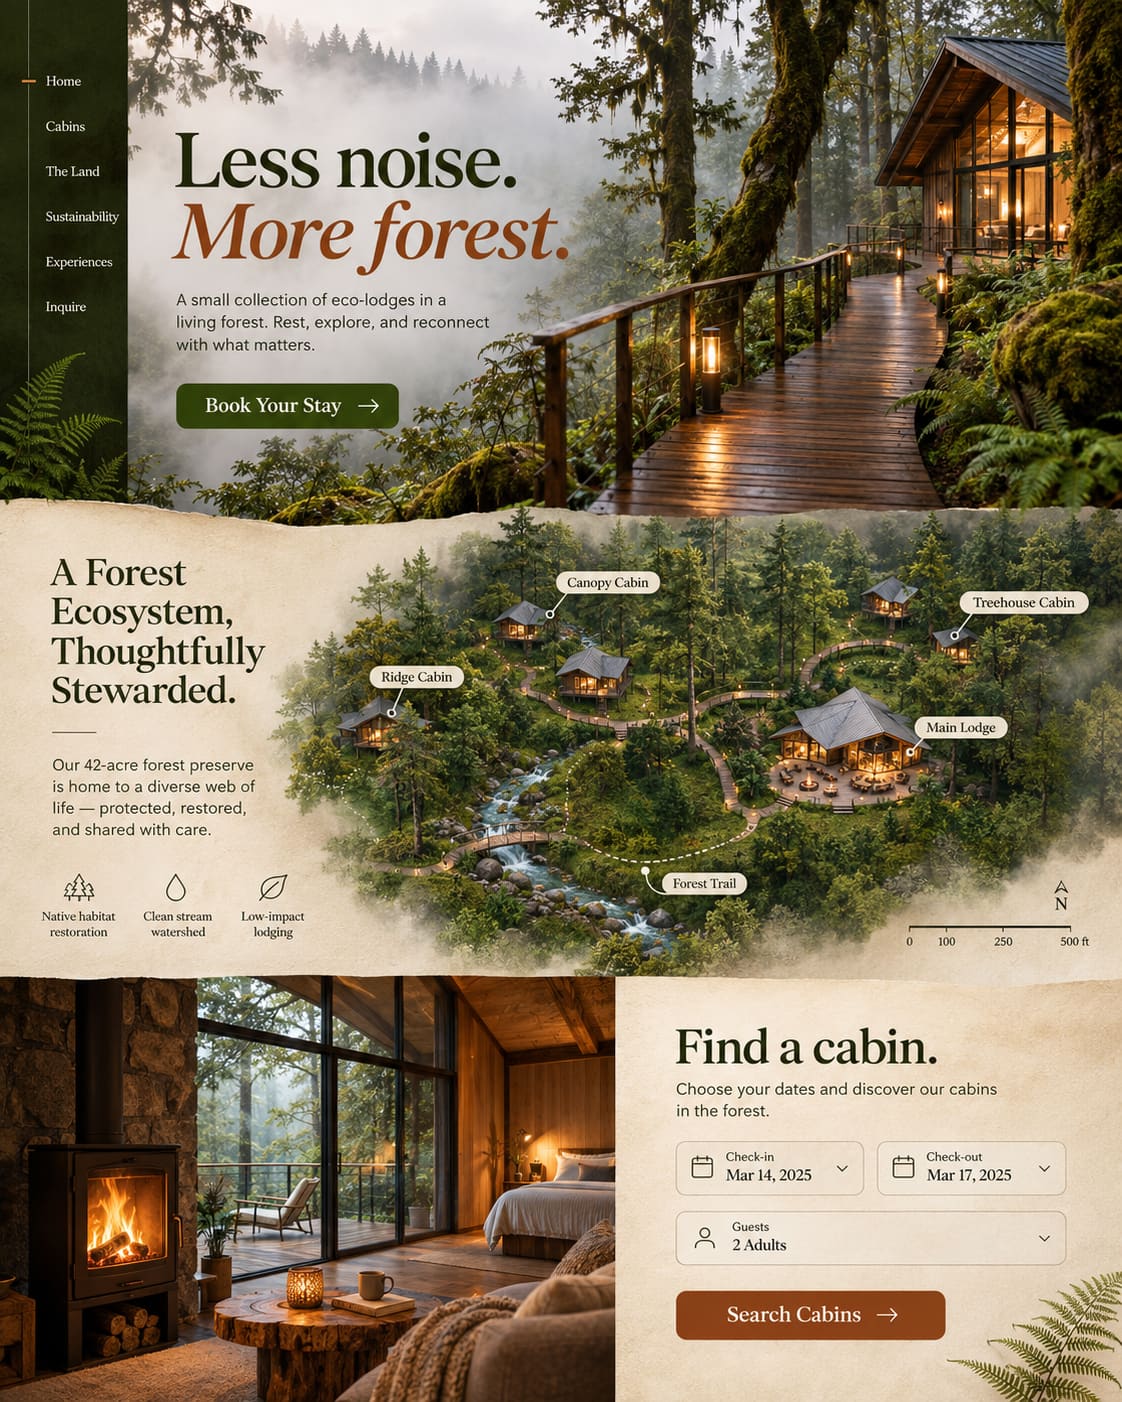 Home
Cabins
The Land
Sustainability
Experiences
Inquire
Less noise.
More forest.
A small collection of eco-lodges in a
living forest. Rest, explore, and reconnect
with what matters.
Book Your Stay
A Forest
Ecosystem,
Thoughtfully
Stewarded.
Our 42-acre forest preserve
is home to a diverse web of
life — protected, restored,
and shared with care.
Native habitat
restoration
Clean stream
watershed
Low-impact
lodging
Canopy Cabin
Treehouse Cabin
Ridge Cabin
Main Lodge
Forest Trail
N
0 100 250 500 ft
Find a cabin.
Choose your dates and discover our cabins
in the forest.
Check-in
Mar 14, 2025
Check-out
Mar 17, 2025
Guests
2 Adults
Search Cabins